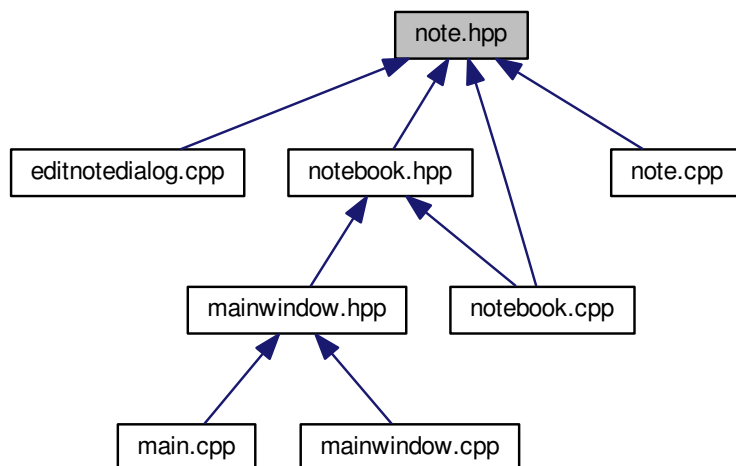 note.hpp
editnotedialog.cpp
notebook.hpp
note.cpp
mainwindow.hpp
notebook.cpp
main.cpp
mainwindow.cpp